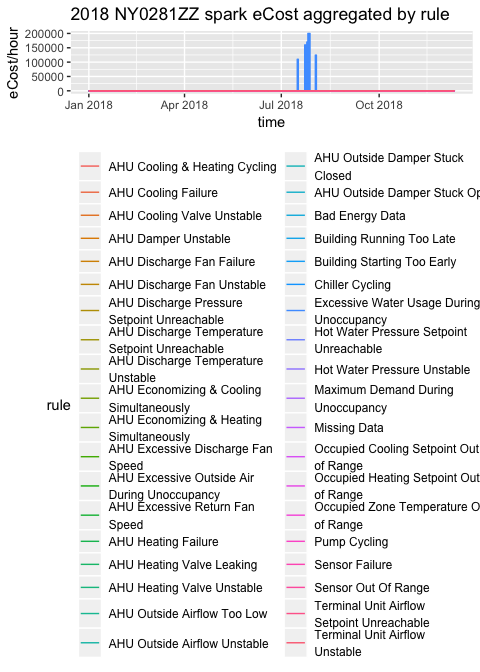 2018 NY0281ZZ spark eCost aggregated by rule
eCost/hour
200000
150000
100000
50000
0
Jan 2018 Apr 2018 Jul 2018 Oct 2018
time
rule
AHU Cooling & Heating Cycling
AHU Cooling Failure
AHU Cooling Valve Unstable
AHU Damper Unstable
AHU Discharge Fan Failure
AHU Discharge Fan Unstable
AHU Discharge Pressure
Setpoint Unreachable
AHU Discharge Temperature
Setpoint Unreachable
AHU Discharge Temperature
Unstable
AHU Economizing & Cooling
Simultaneously
AHU Economizing & Heating
Simultaneously
AHU Excessive Discharge Fan
Speed
AHU Excessive Outside Air
During Unoccupancy
AHU Excessive Return Fan
Speed
AHU Heating Failure
AHU Heating Valve Leaking
AHU Heating Valve Unstable
AHU Outside Airflow Too Low
AHU Outside Airflow Unstable
AHU Outside Damper Stuck
Closed
AHU Outside Damper Stuck Op
Bad Energy Data
Building Running Too Late
Building Starting Too Early
Chiller Cycling
Excessive Water Usage During
Unoccupancy
Hot Water Pressure Setpoint
Unreachable
Hot Water Pressure Unstable
Maximum Demand During
Unoccupancy
Missing Data
Occupied Cooling Setpoint Out
of Range
Occupied Heating Setpoint Out
of Range
Occupied Zone Temperature O
of Range
Pump Cycling
Sensor Failure
Sensor Out Of Range
Terminal Unit Airflow
Setpoint Unreachable
Terminal Unit Airflow
Unstable